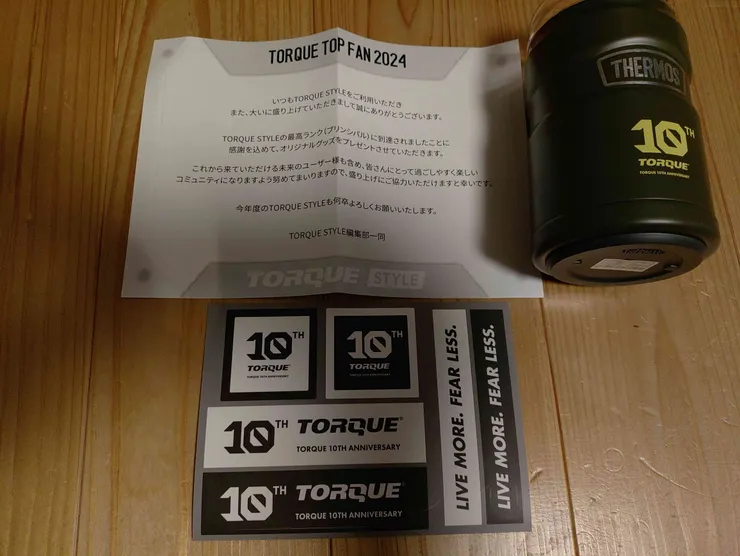 TORQUE TOP FAN 2024
いつもTORQUE STYLEをご利用いただき
また、大いに盛り上げていただきまして誠にありがとうございます。
TORQUE STYLEの最高ランク(プリンシパル)に到達されましたことに
感謝を込めて、オリジナルグッズをプレゼントさせていただきます。
これから来ていただける未来のユーザー様も含め、皆さんにとって過ごしやすく楽しい
コミュニティになりますよう努めてまいりますので、盛り上げにご協力いただけますと幸いです。
今年度のTORQUE STYLEも何卒よろしくお願いいたします。
TORQUE STYLE編集部一同
TORQUE STYLE
THERMOS
10TH
TORQUE
TORQUE 10TH ANNIVERSARY
10TH
TORQUE
TORQUE 10TH ANNIVERSARY
10TH
TORQUE
TORQUE 10TH ANNIVERSARY
10TH TORQUE®
TORQUE 10TH ANNIVERSARY
10TH TORQUE®
TORQUE 10TH ANNIVERSARY
LIVE MORE. FEAR LESS.
LIVE MORE. FEAR LESS.